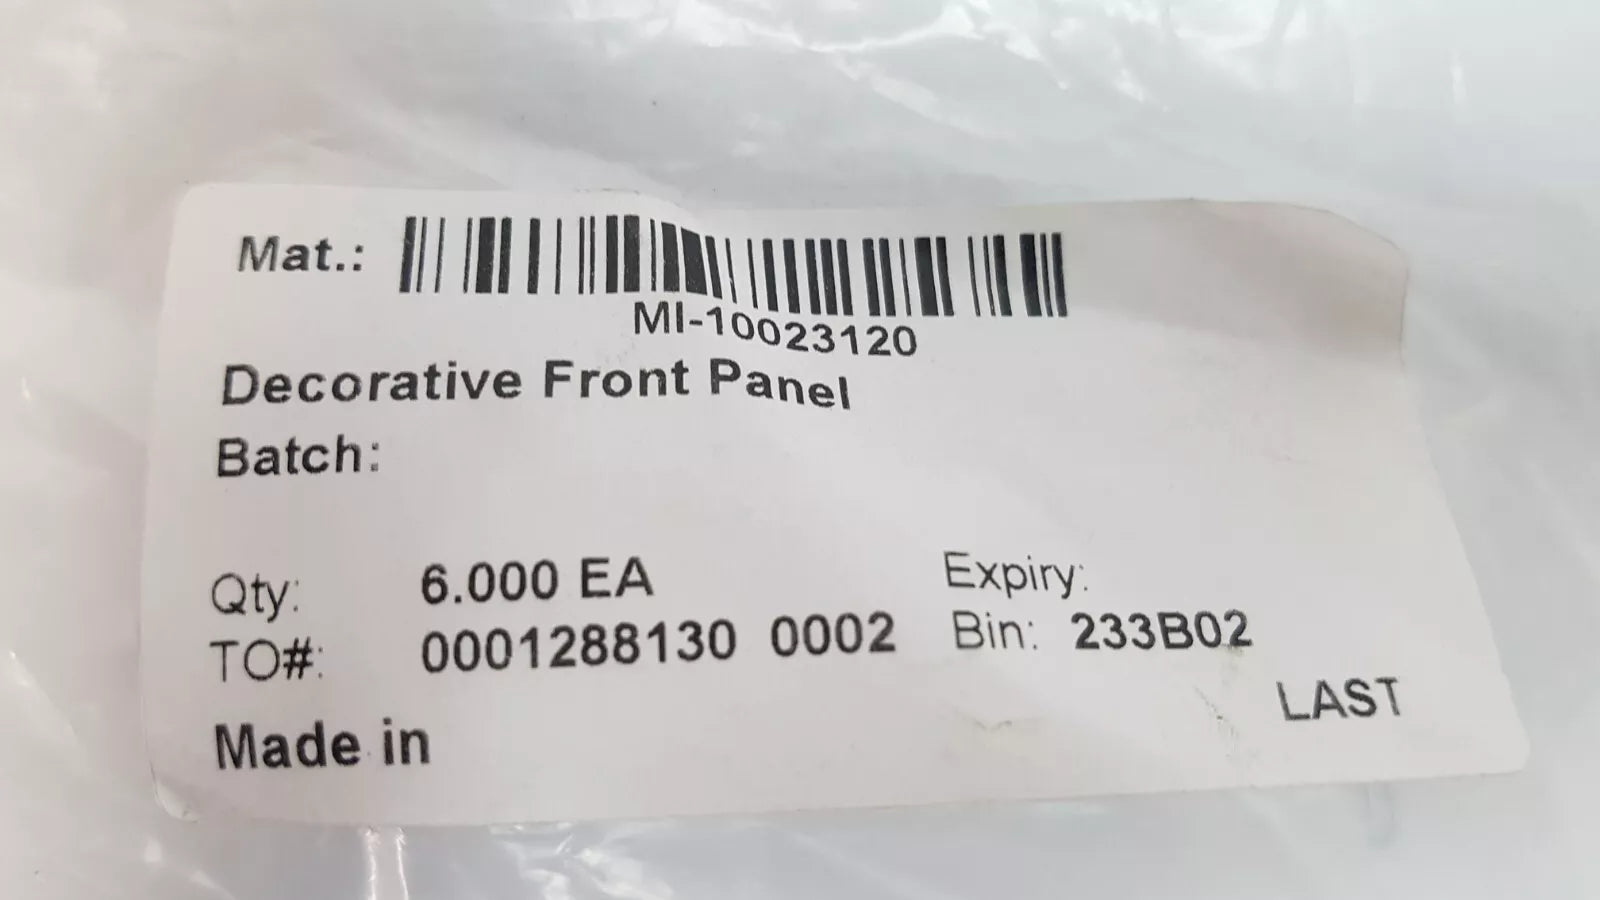 Mat.:
MI-10023120
Decorative Front Panel
Batch:
Qty: 6.000 EA Expiry:
TO#: 0001288130 0002 Bin: 233B02
LAST
Made in